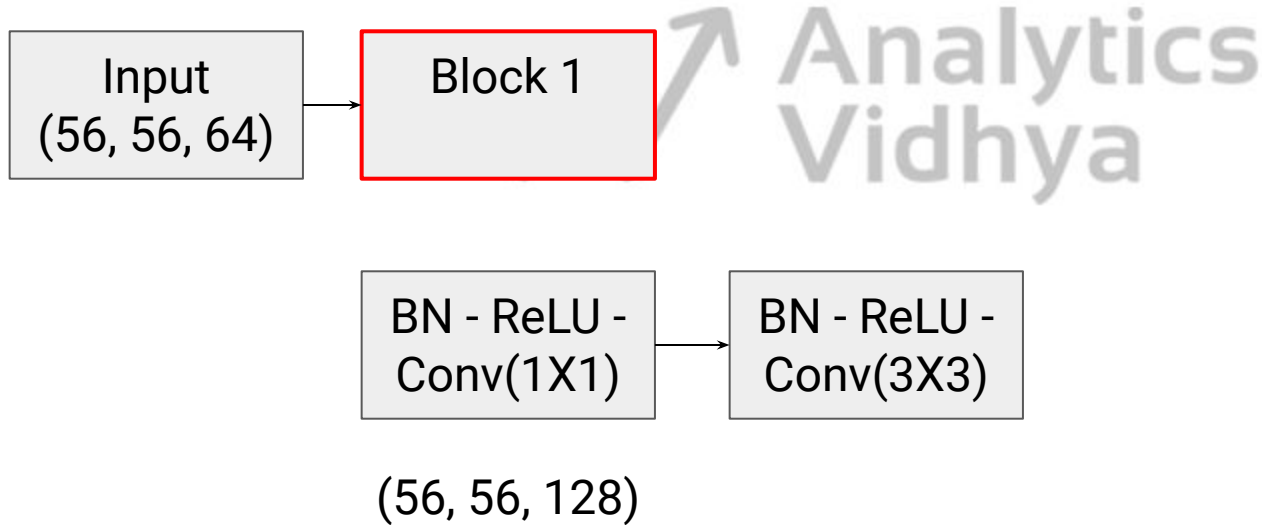 Analytics
Vidhya
Input
(56, 56, 64)
Block 1
BN - ReLU -
Conv(1X1)
BN - ReLU -
Conv(3X3)
(56, 56, 128)